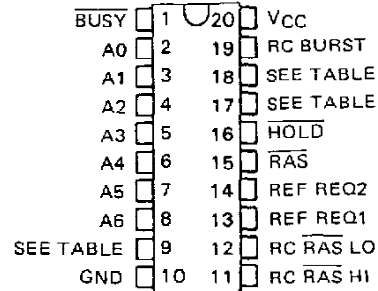 BUSY 1 20 VCC
A0 2 19 RC BURST
A1 3 18 SEE TABLE
A2 4 17 SEE TABLE
A3 5 16 HOLD
A4 6 15 RAS
A5 7 14 REF REQ2
A6 8 13 REF REQ1
SEE TABLE 9 12 RC RAS LO
GND 10 11 RC RAS HI